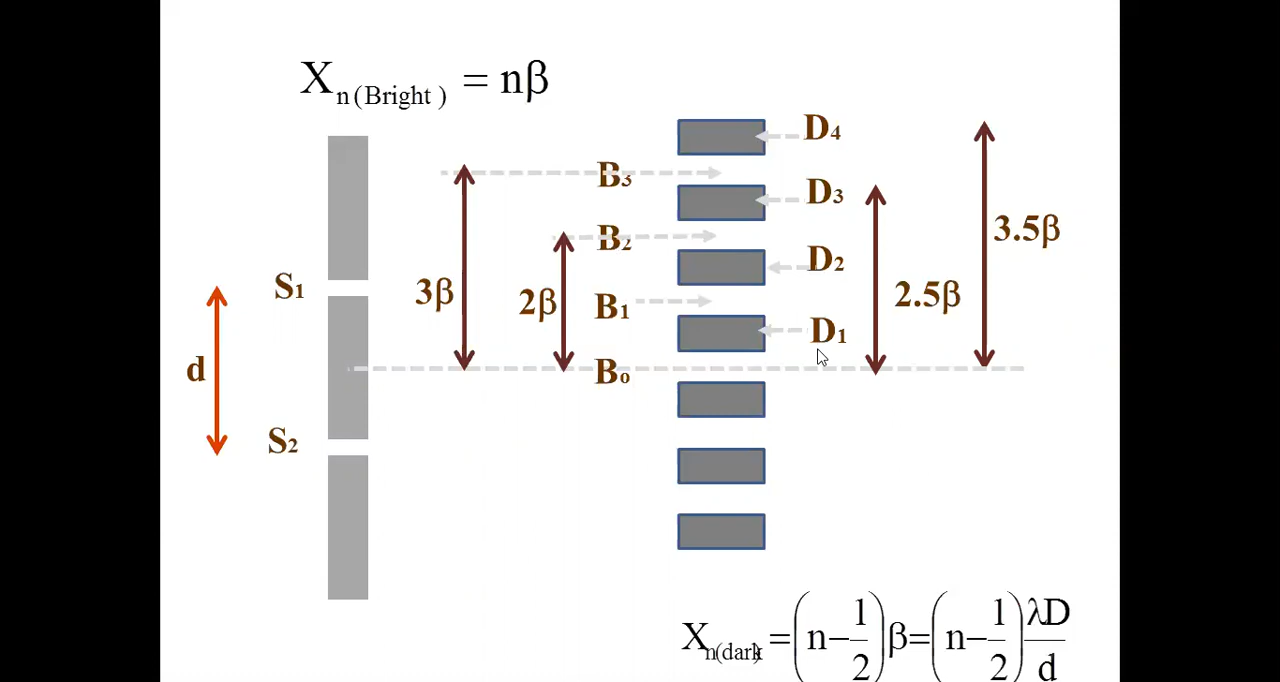 Xn(Bright) = nβ
D4
B3
D3
3.5β
B2
D2
S1
3β
2β
B1
2.5β
D1
d
B0
S2
Xn(dark) = (n−1/2)β = (n−1/2)λD/d